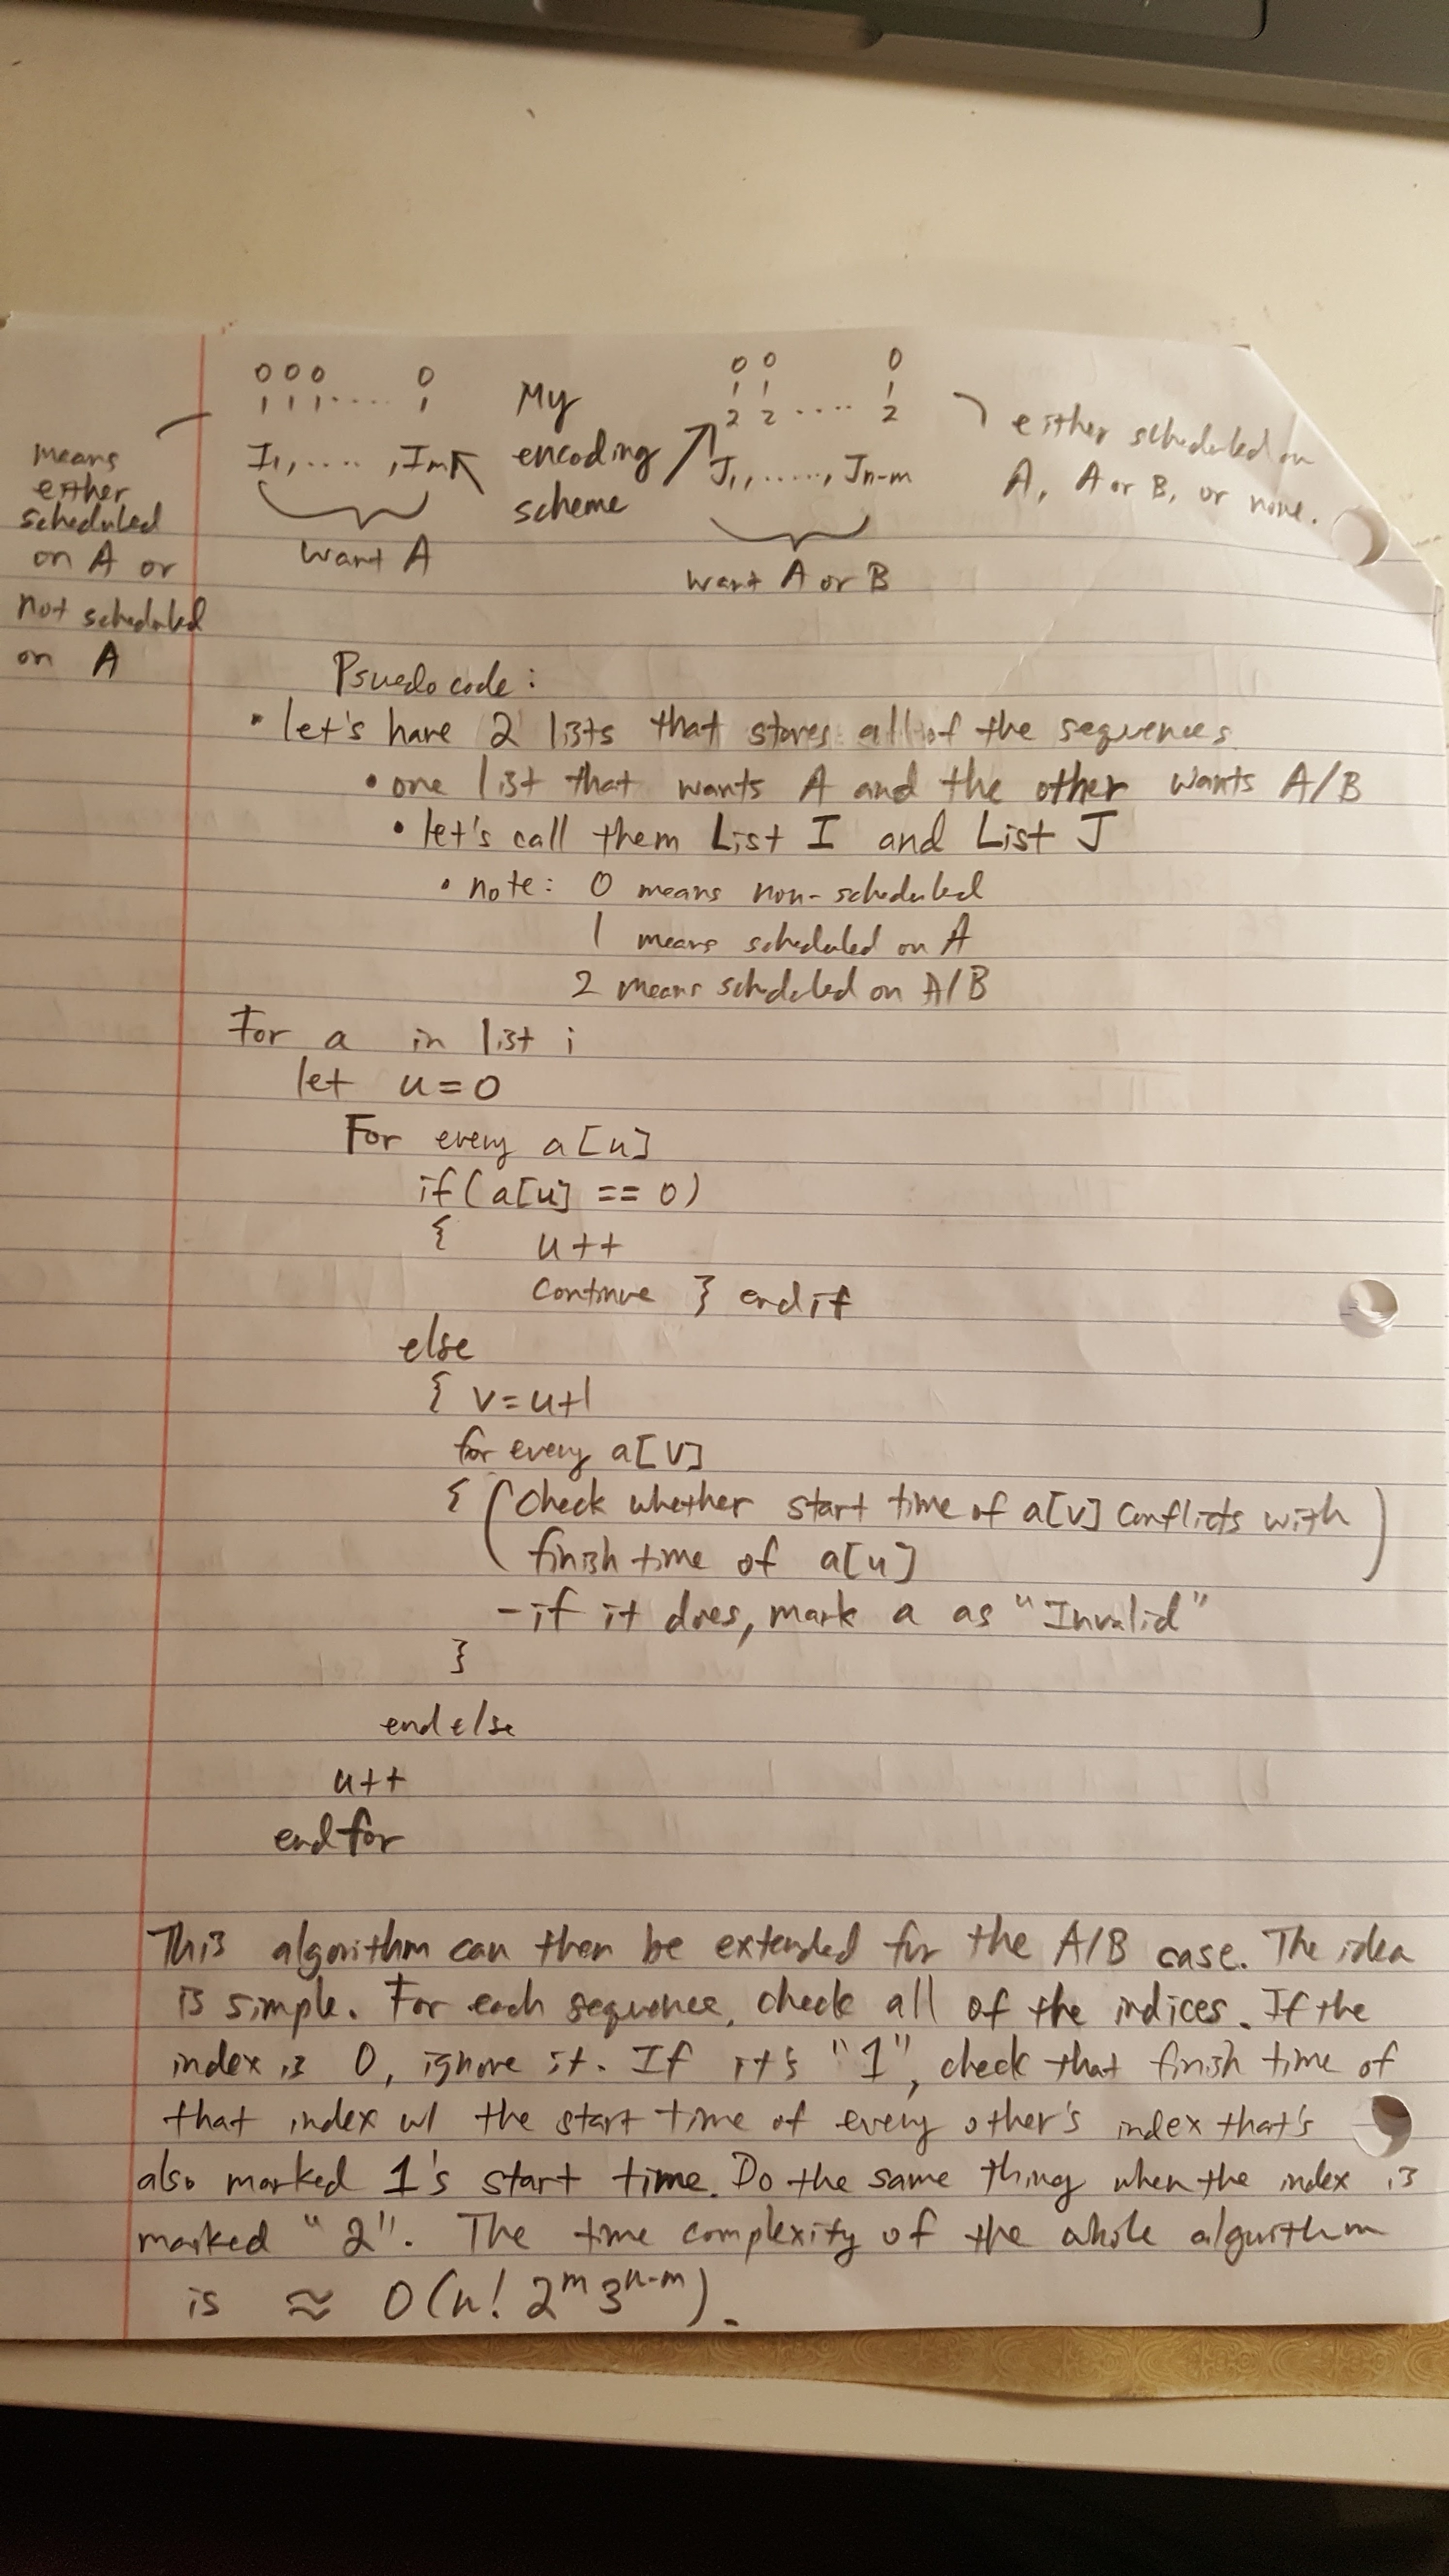 0 0 0 0
1 1 1 ..... 1
I1, ...., Im
want A
My
encoding
scheme
0 0 0
1 1 1
2 2 .... 2
J1, ......, Jn-m
want A or B
either scheduled on
A, A or B, or none.
means
either
scheduled
on A or
not scheduled
on A
Psuedocode:
• let's have 2 lists that stores all of the sequences
• one list that wants A and the other wants A/B
• let's call them List I and List J
• note: 0 means non-scheduled
1 means scheduled on A
2 means scheduled on A/B
For a in list i
let u=0
For every a[u]
if(a[u] == 0)
{ u++
continue } endif
else
{ v=u+1
for every a[v]
{ (Check whether start time of a[v] conflicts with
finish time of a[u])
- if it does, mark a as "Invalid"
}
endelse
u++
endfor
This algorithm can then be extended for the A/B case. The idea
is simple. For each sequence, check all of the indices. If the
index is 0, ignore it. If it's "1", check that finish time of
that index w/ the start time of every other's index that's
also marked 1's start time. Do the same thing when the index is
marked "2". The time complexity of the whole algorithm
is ≈ O(n! 2^m 3^n-m).